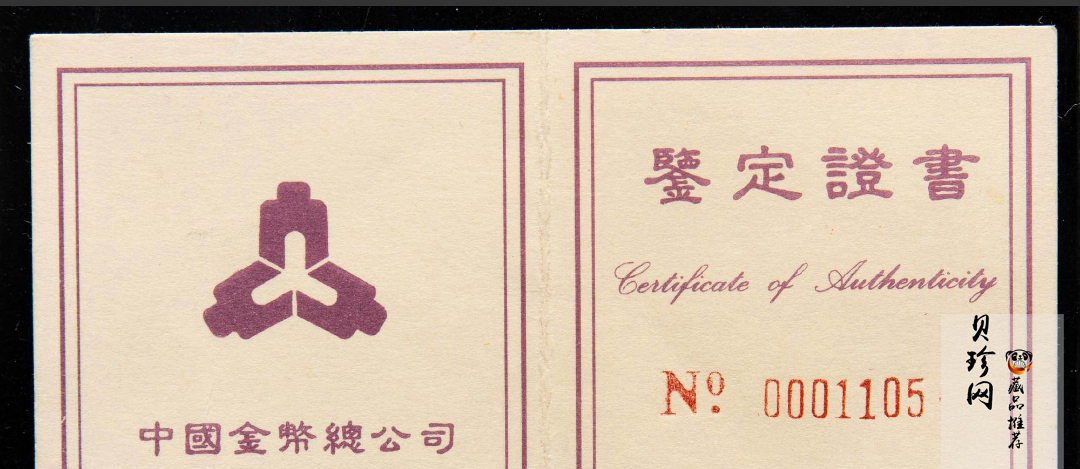 中國金幣總公司
鑒定證書
Certificate of Authenticity
Nº 0001105
贝珍网
藏品推荐